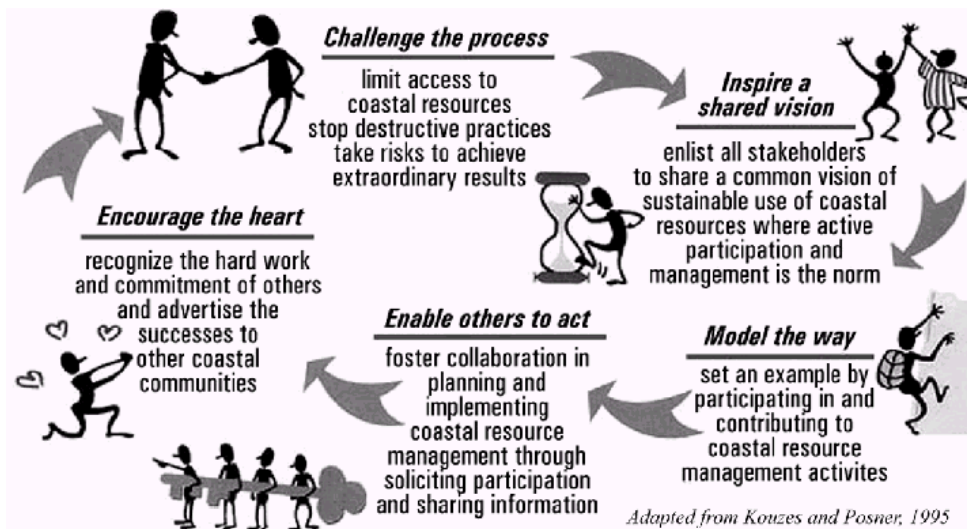 Challenge the process
limit access to
coastal resources
stop destructive practices
take risks to achieve
extraordinary results
Inspire a
shared vision
enlist all stakeholders
to share a common vision of
sustainable use of coastal
resources where active
participation and
management is the norm
Model the way
set an example by
participating in and
contributing to
coastal resource
management activites
Enable others to act
foster collaboration in
planning and
implementing
coastal resource
management through
soliciting participation
and sharing information
Encourage the heart
recognize the hard work
and commitment of others
and advertise the
successes to
other coastal
communities
Adapted from Kouzes and Posner, 1995